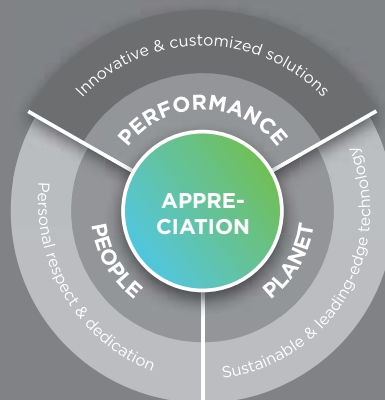 Innovative & customized solutions
PERFORMANCE
APPRE-
CIATION
PEOPLE
PLANET
Personal respect & dedication
Sustainable & leading-edge technology